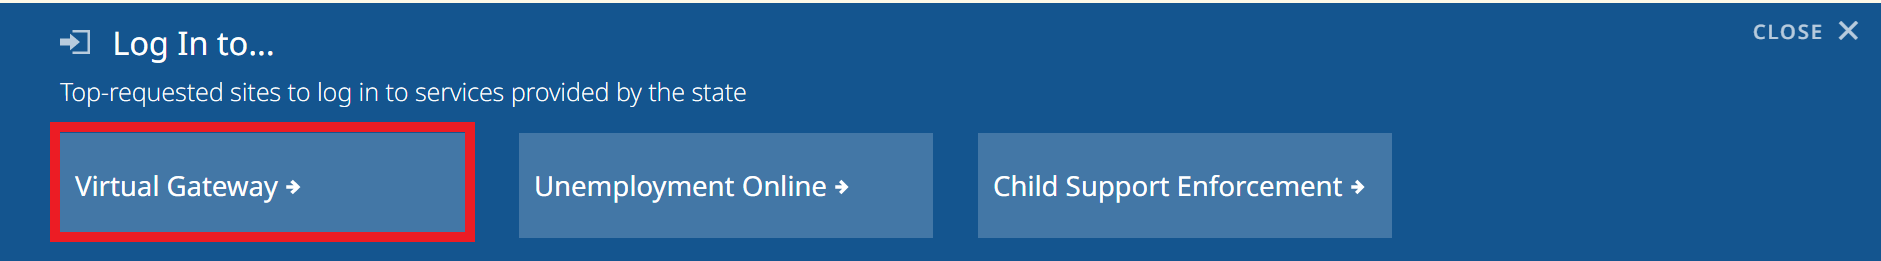 Log In to...
CLOSE
Top-requested sites to log in to services provided by the state
Virtual Gateway
Unemployment Online
Child Support Enforcement